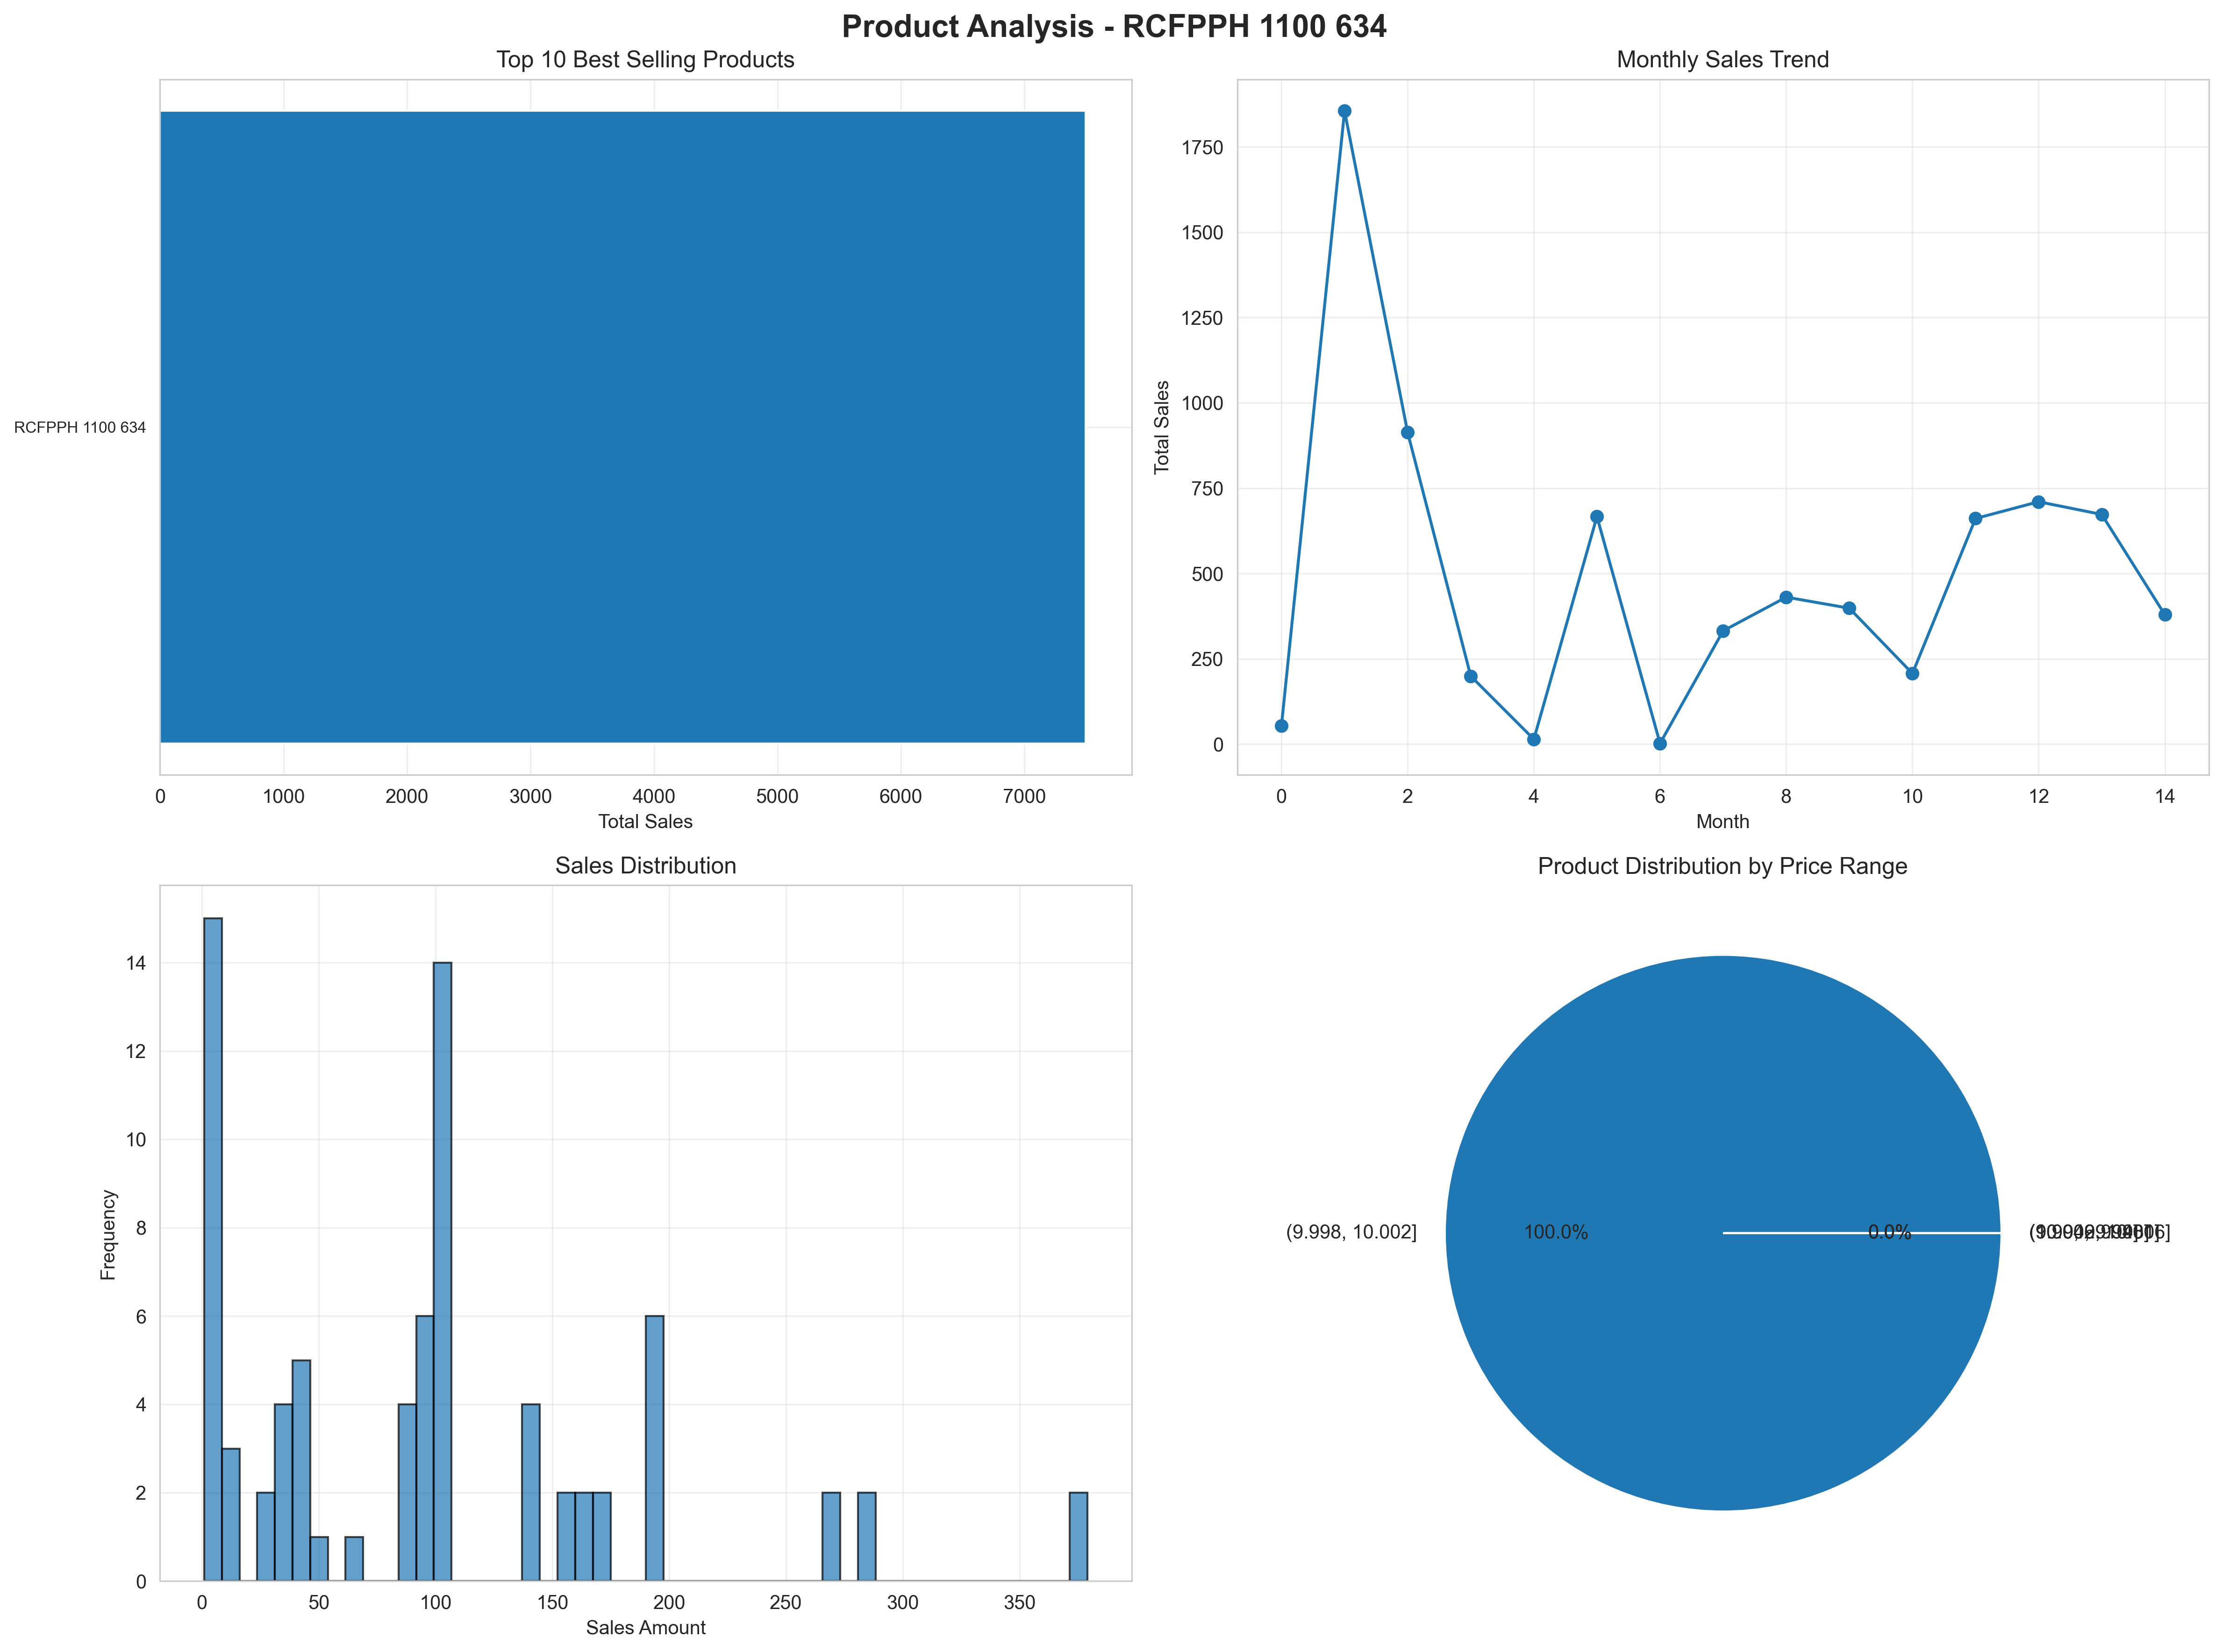 Product Analysis - RCFPPH 1100 634
Top 10 Best Selling Products
RCFPPH 1100 634
0 1000 2000 3000 4000 5000 6000 7000
Total Sales
Monthly Sales Trend
Total Sales
1750
1500
1250
1000
750
500
250
0
0 2 4 6 8 10 12 14
Month
Sales Distribution
Frequency
14
12
10
8
6
4
2
0
0 50 100 150 200 250 300 350
Sales Amount
Product Distribution by Price Range
(9.998, 10.002] 100.0% 0.0%